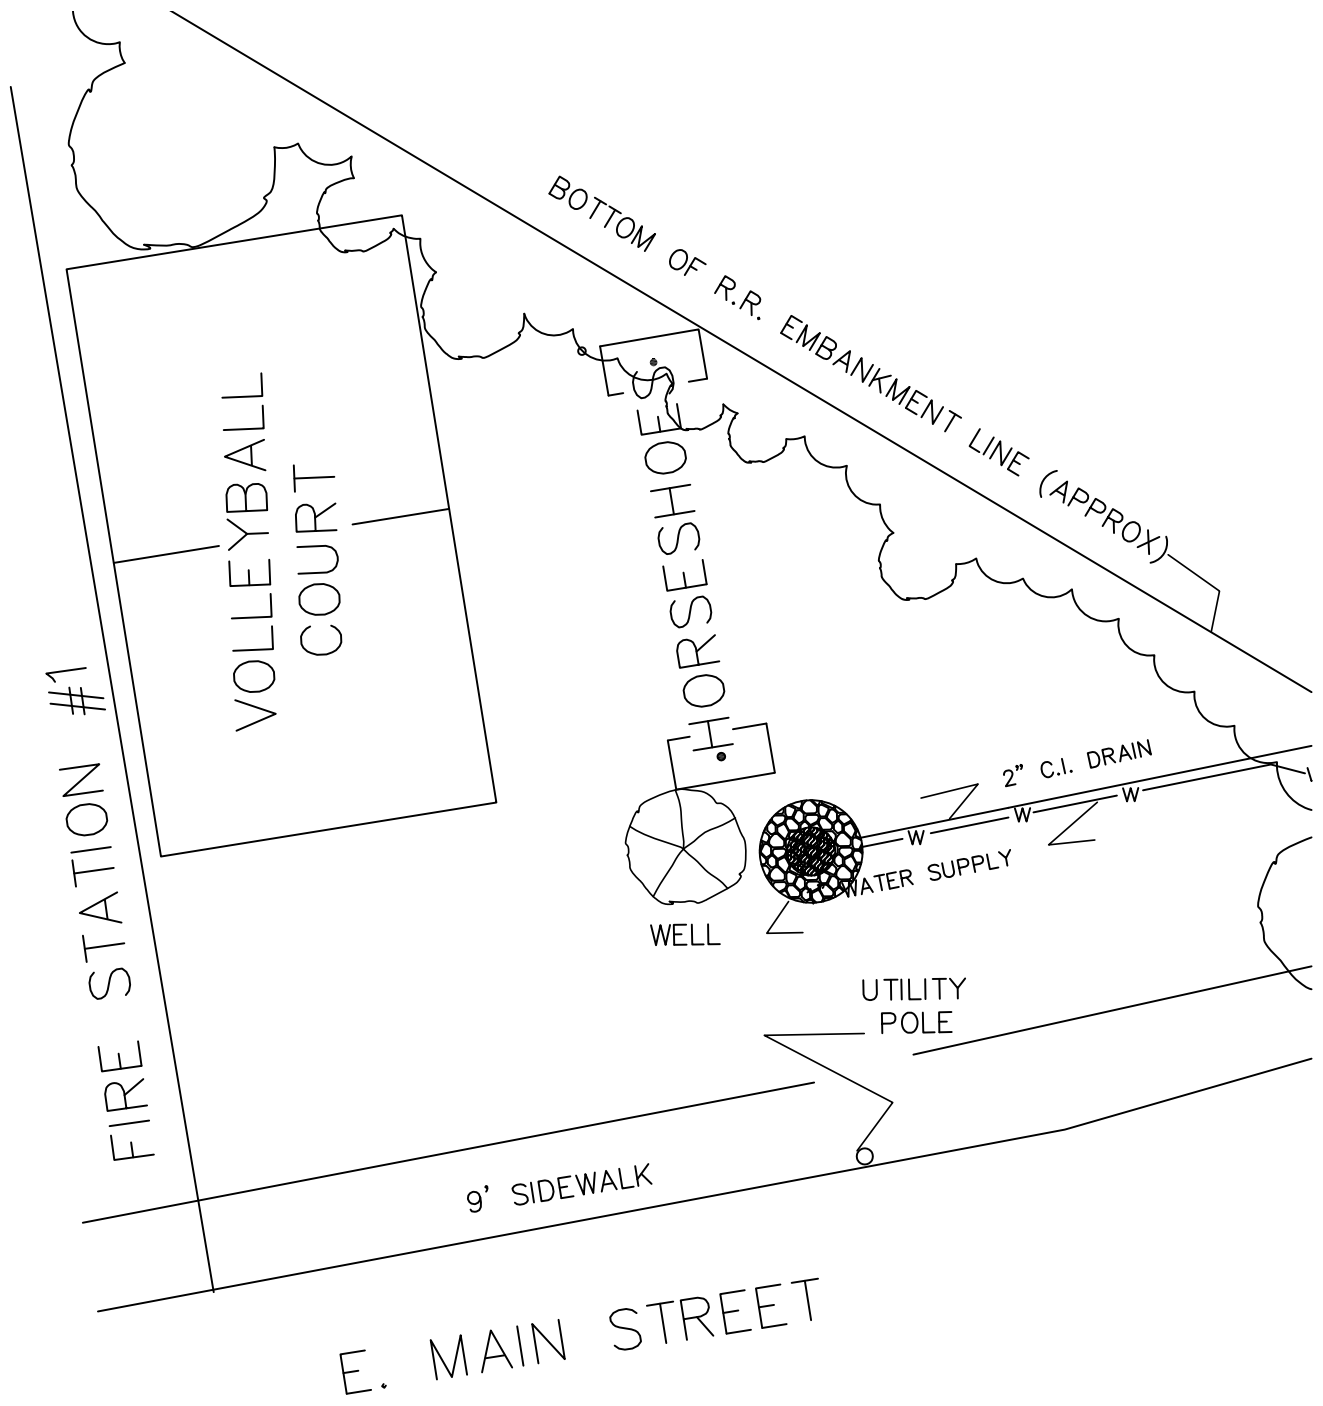 BOTTOM OF R.R. EMBANKMENT LINE (APPROX)
VOLLEYBALL
COURT
HORSESHOES
FIRE STATION #1
2" C.I. DRAIN
W W W
WATER SUPPLY
WELL
UTILITY
POLE
9' SIDEWALK
E. MAIN STREET